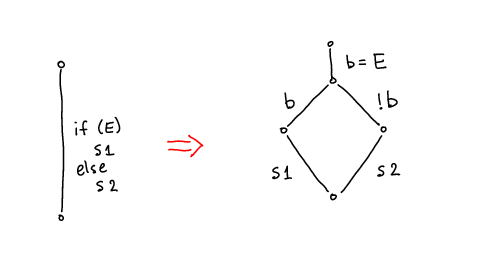 if (E)
s1
else
s2
b = E
b
!b
s1
s2